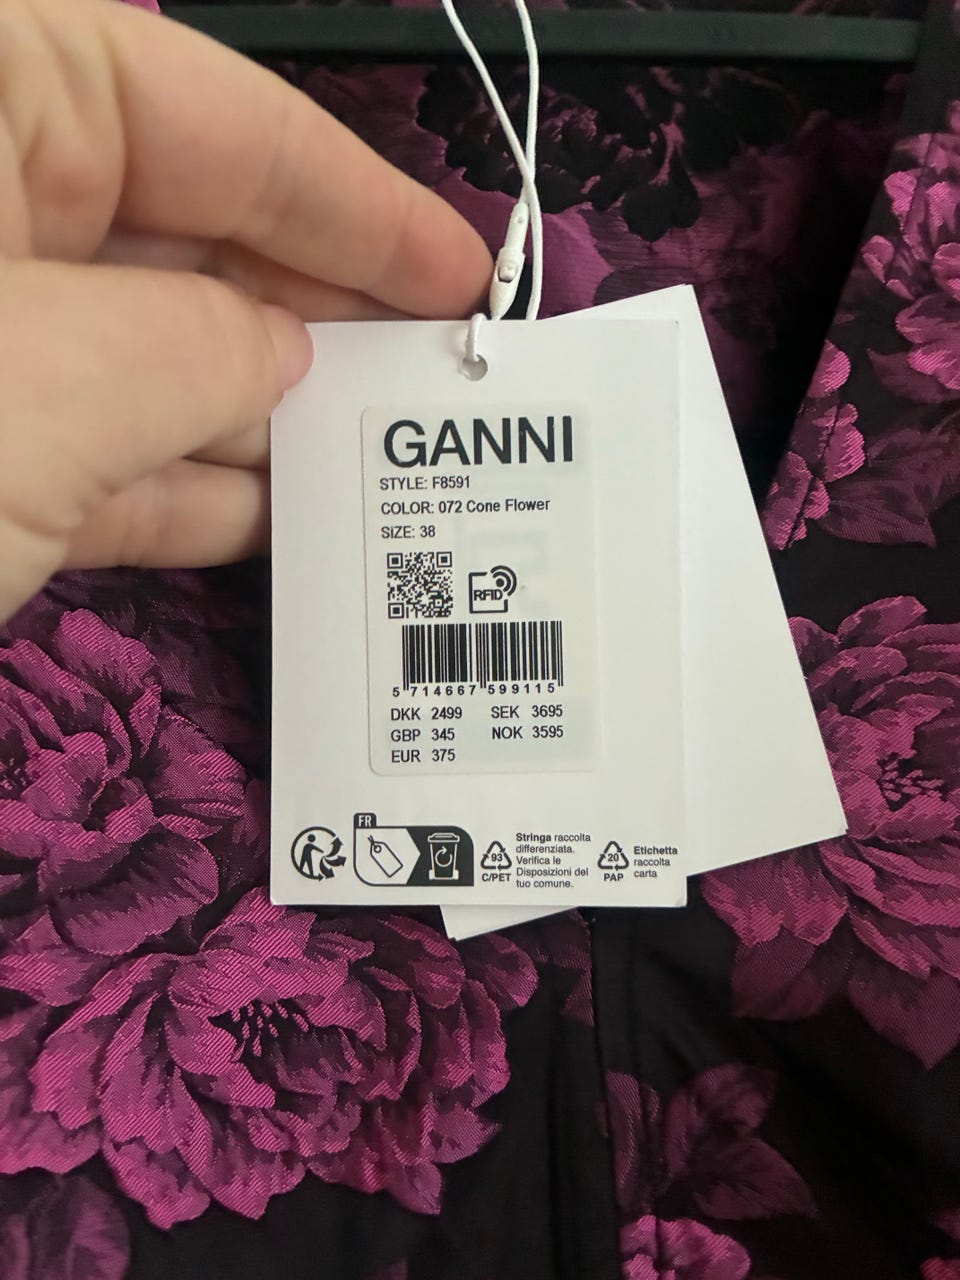 GANNI
STYLE: F8591
COLOR: 072 Cone Flower
SIZE: 38
RFID
5 714667 599115
DKK 2499 SEK 3695
GBP 345 NOK 3595
EUR 375
FR
93
C/PET
Stringa raccolta
differenziata.
Verifica le
Disposizioni del
tuo comune.
20
PAP
Etichetta
raccolta
carta